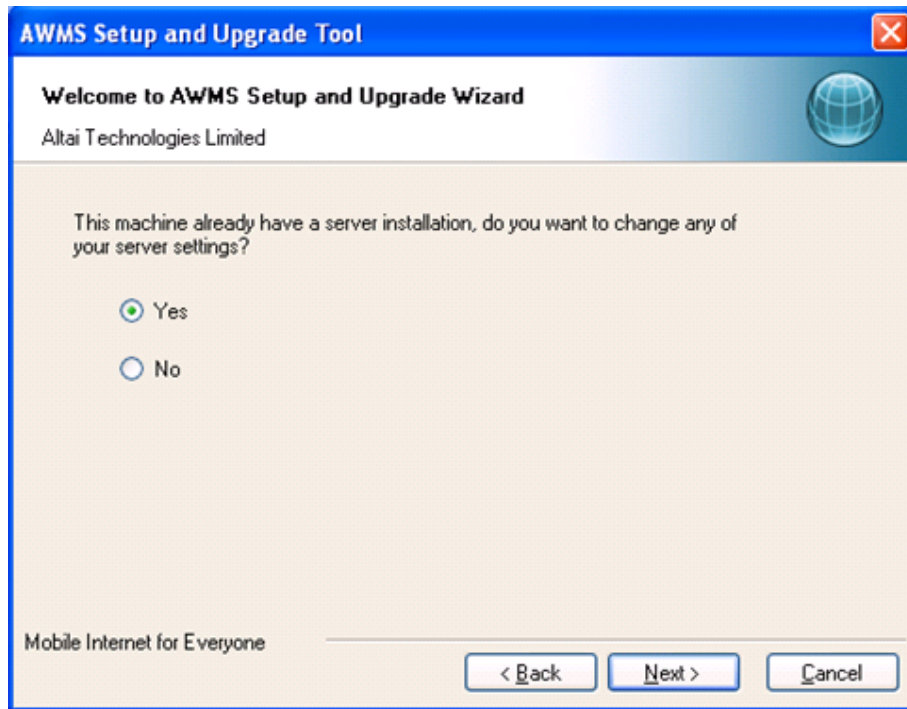 AWMS Setup and Upgrade Tool
Welcome to AWMS Setup and Upgrade Wizard
Altai Technologies Limited
This machine already have a server installation, do you want to change any of
your server settings?
Yes
No
Mobile Internet for Everyone
< Back
Next >
Cancel